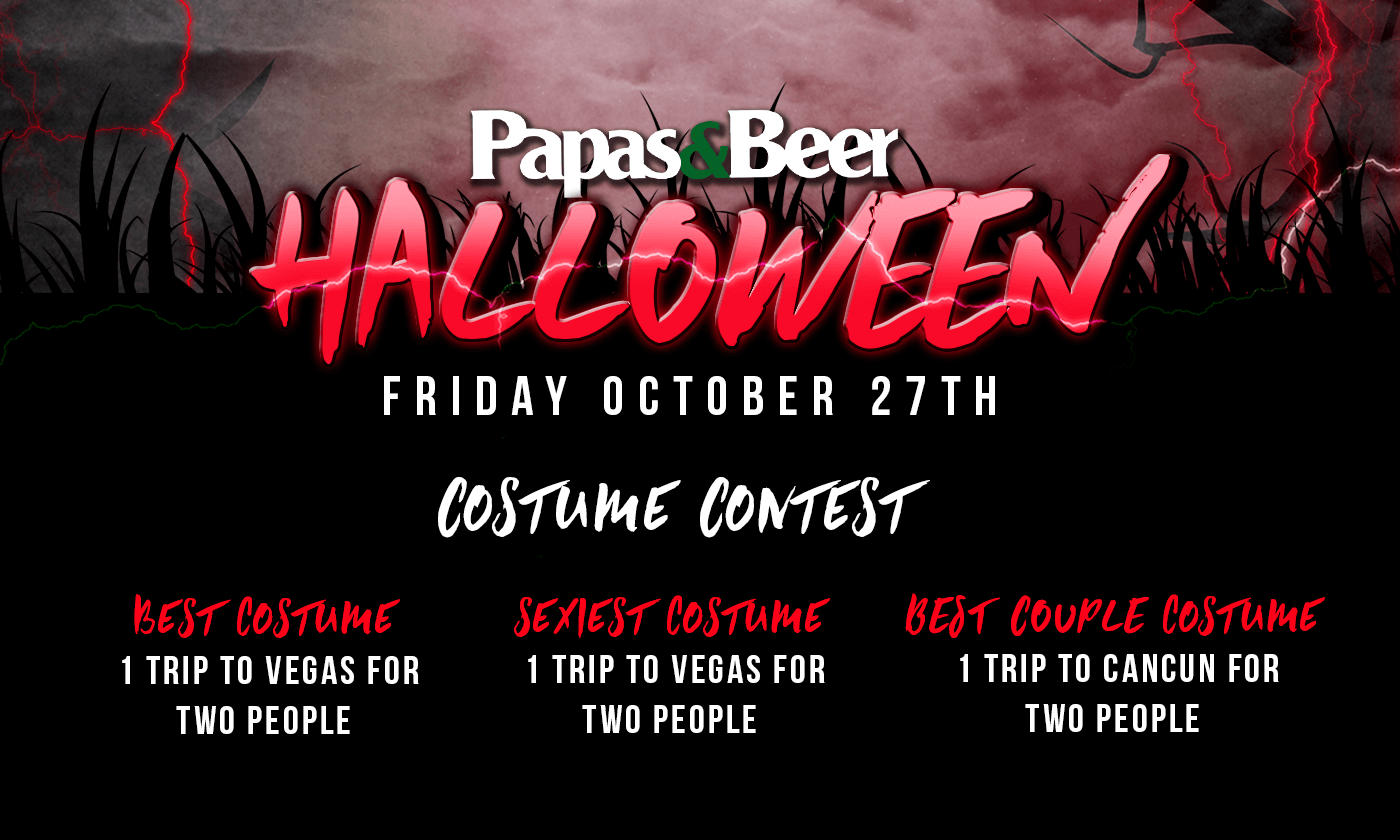 Papas&Beer
HALLOWEEN
FRIDAY OCTOBER 27TH
COSTUME CONTEST
BEST COSTUME
1 TRIP TO VEGAS FOR
TWO PEOPLE
SEXIEST COSTUME
1 TRIP TO VEGAS FOR
TWO PEOPLE
BEST COUPLE COSTUME
1 TRIP TO CANCUN FOR
TWO PEOPLE